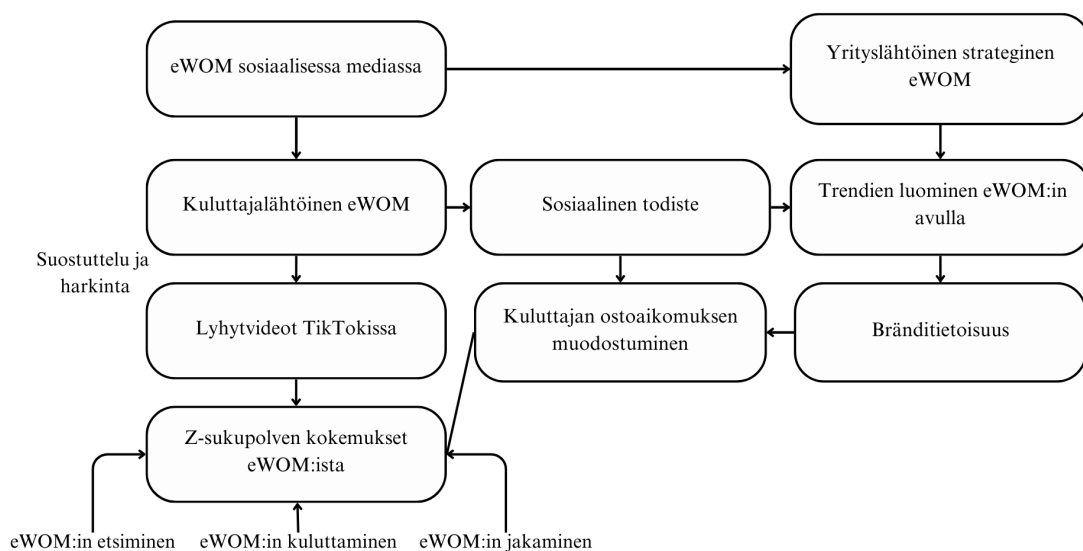 eWOM sosiaalisessa mediassa
Yrityslähtöinen strateginen
eWOM
Kuluttajalähtöinen eWOM
Sosiaalinen todiste
Trendien luominen eWOM:in
avulla
Suostuttelu ja
harkinta
Lyhytvideot TikTokissa
Kuluttajan ostoaikomuksen
muodostuminen
Bränditietoisuus
Z-sukupolven kokemukset
eWOM:ista
eWOM:in etsiminen
eWOM:in kuluttaminen
eWOM:in jakaminen